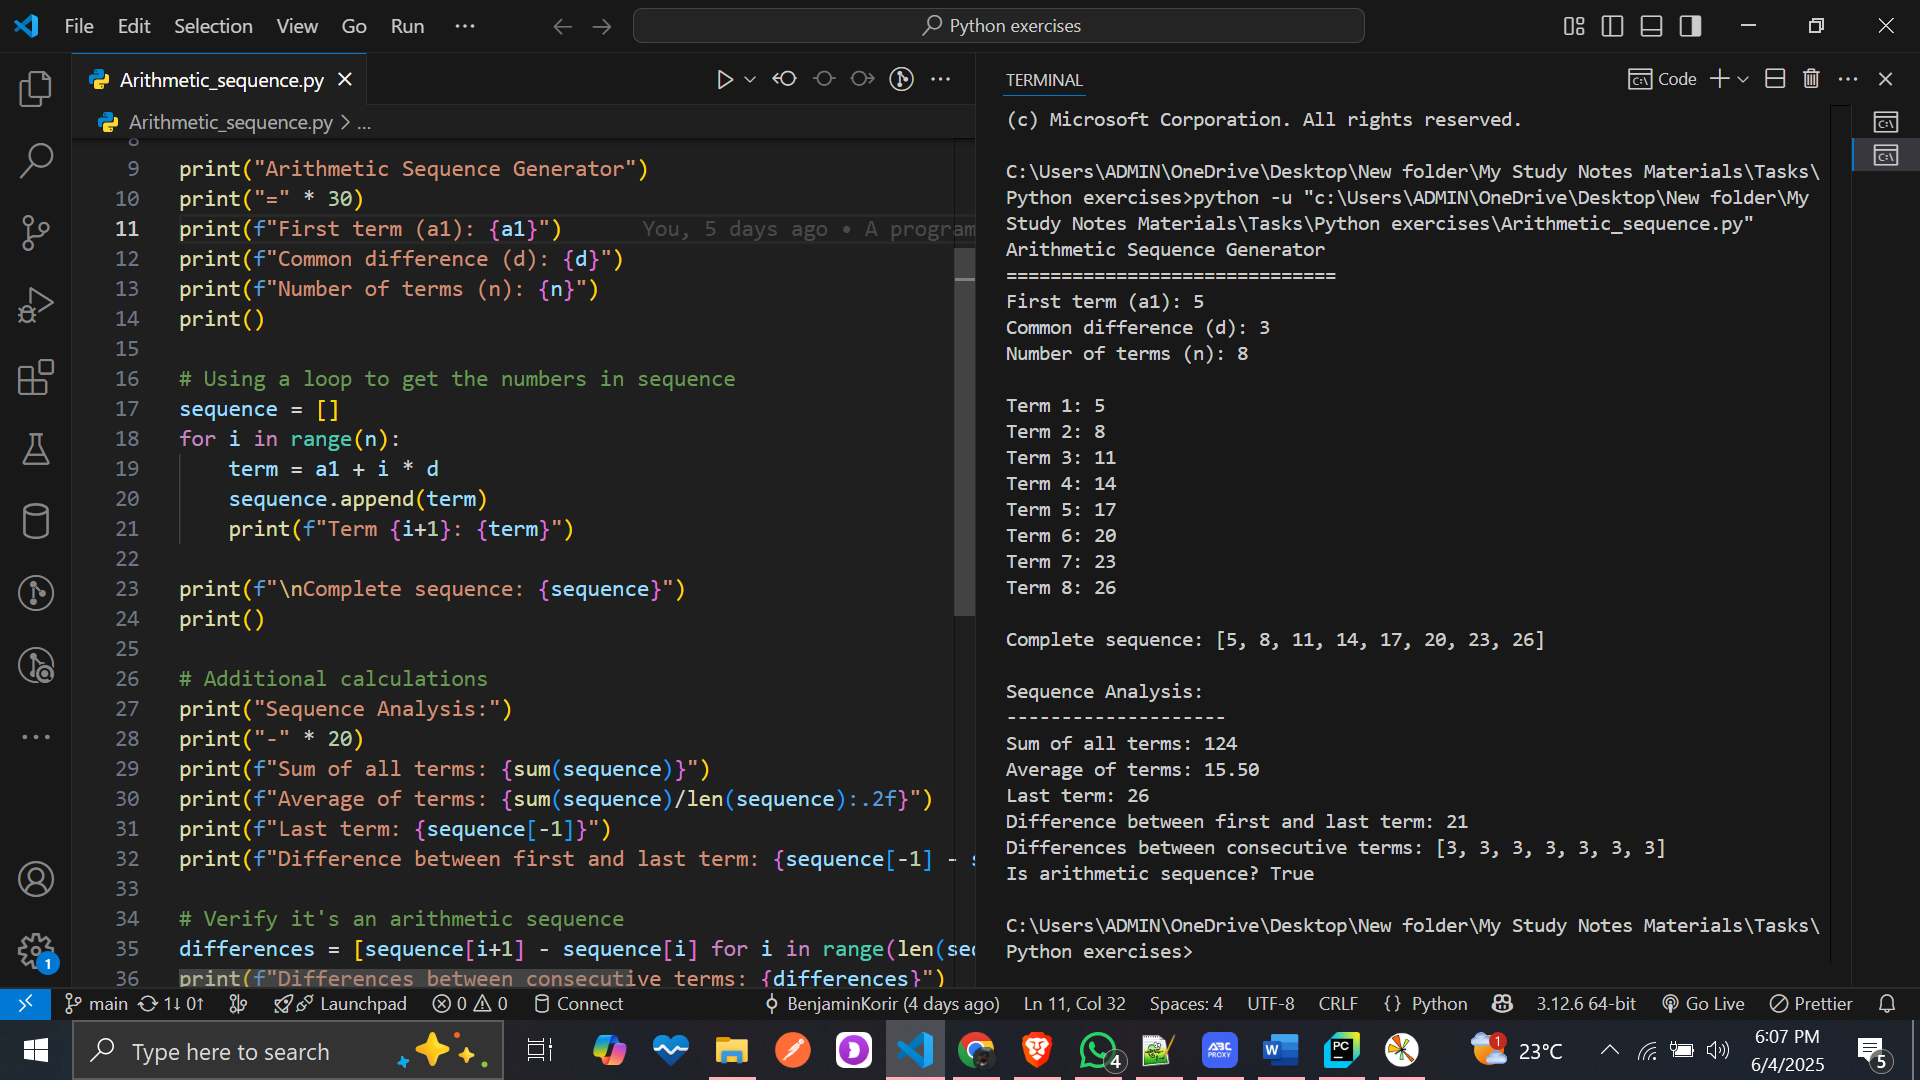 File Edit Selection View Go Run ···
Python exercises
Arithmetic_sequence.py
Arithmetic_sequence.py > ...
8
9 print("Arithmetic Sequence Generator")
10 print("=" * 30)
11 print(f"First term (a1): {a1}") You, 5 days ago • A program
12 print(f"Common difference (d): {d}")
13 print(f"Number of terms (n): {n}")
14 print()
15
16 # Using a loop to get the numbers in sequence
17 sequence = []
18 for i in range(n):
19 term = a1 + i * d
20 sequence.append(term)
21 print(f"Term {i+1}: {term}")
22
23 print(f"\nComplete sequence: {sequence}")
24 print()
25
26 # Additional calculations
27 print("Sequence Analysis:")
28 print("-" * 20)
29 print(f"Sum of all terms: {sum(sequence)}")
30 print(f"Average of terms: {sum(sequence)/len(sequence):.2f}")
31 print(f"Last term: {sequence[-1]}")
32 print(f"Difference between first and last term: {sequence[-1] -
33
34 # Verify it's an arithmetic sequence
35 differences = [sequence[i+1] - sequence[i] for i in range(len(seq
36 print(f"Differences between consecutive terms: {differences}")
TERMINAL
Code
(c) Microsoft Corporation. All rights reserved.
C:\Users\ADMIN\OneDrive\Desktop\New folder\My Study Notes Materials\Tasks\
Python exercises>python -u "c:\Users\ADMIN\OneDrive\Desktop\New folder\My
Study Notes Materials\Tasks\Python exercises\Arithmetic_sequence.py"
Arithmetic Sequence Generator
==============================
First term (a1): 5
Common difference (d): 3
Number of terms (n): 8
Term 1: 5
Term 2: 8
Term 3: 11
Term 4: 14
Term 5: 17
Term 6: 20
Term 7: 23
Term 8: 26
Complete sequence: [5, 8, 11, 14, 17, 20, 23, 26]
Sequence Analysis:
--------------------
Sum of all terms: 124
Average of terms: 15.50
Last term: 26
Difference between first and last term: 21
Differences between consecutive terms: [3, 3, 3, 3, 3, 3, 3]
Is arithmetic sequence? True
C:\Users\ADMIN\OneDrive\Desktop\New folder\My Study Notes Materials\Tasks\
Python exercises>
1
main 1↓ 0↑ Launchpad 0 0 Connect BenjaminKorir (4 days ago) Ln 11, Col 32 Spaces: 4 UTF-8 CRLF {} Python 3.12.6 64-bit Go Live Prettier
Type here to search
4
ABC PROXY
W
PC
1
23°C
6:07 PM
6/4/2025
5